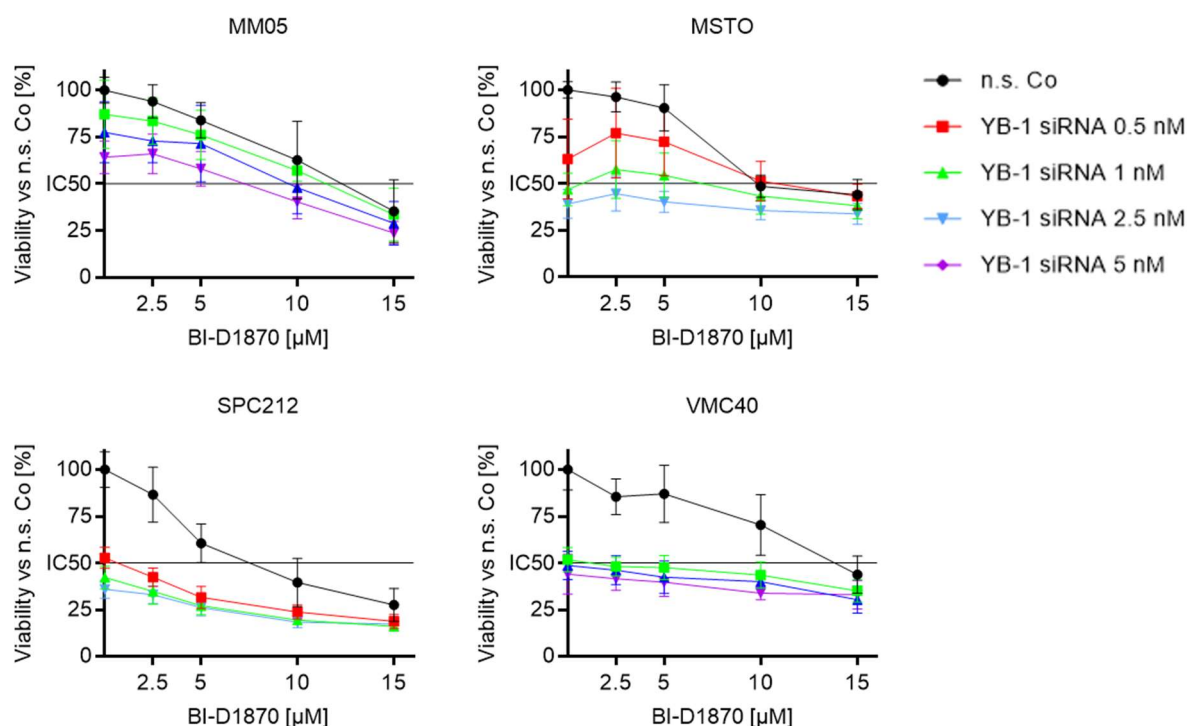 MM05
Viability vs n.s. Co [%]
100
75
IC50
25
0
2.5
5
10
15
BI-D1870 [µM]
MSTO
Viability vs n.s. Co [%]
100
75
IC50
25
0
2.5
5
10
15
BI-D1870 [µM]
n.s. Co
YB-1 siRNA 0.5 nM
YB-1 siRNA 1 nM
YB-1 siRNA 2.5 nM
YB-1 siRNA 5 nM
SPC212
Viability vs n.s. Co [%]
100
75
IC50
25
0
2.5
5
10
15
BI-D1870 [µM]
VMC40
Viability vs n.s. Co [%]
100
75
IC50
25
0
2.5
5
10
15
BI-D1870 [µM]